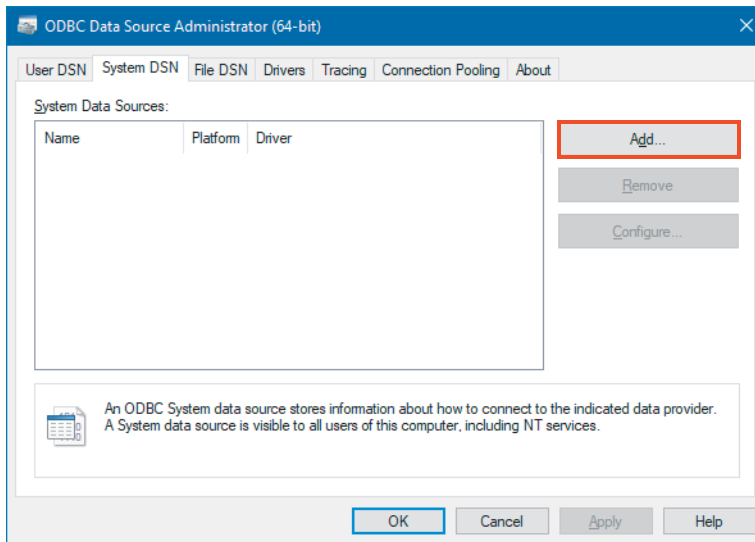 ODBC Data Source Administrator (64-bit)
User DSN System DSN File DSN Drivers Tracing Connection Pooling About
System Data Sources:
Name Platform Driver
Add...
Remove
Configure...
An ODBC System data source stores information about how to connect to the indicated data provider.
A System data source is visible to all users of this computer, including NT services.
OK Cancel Apply Help